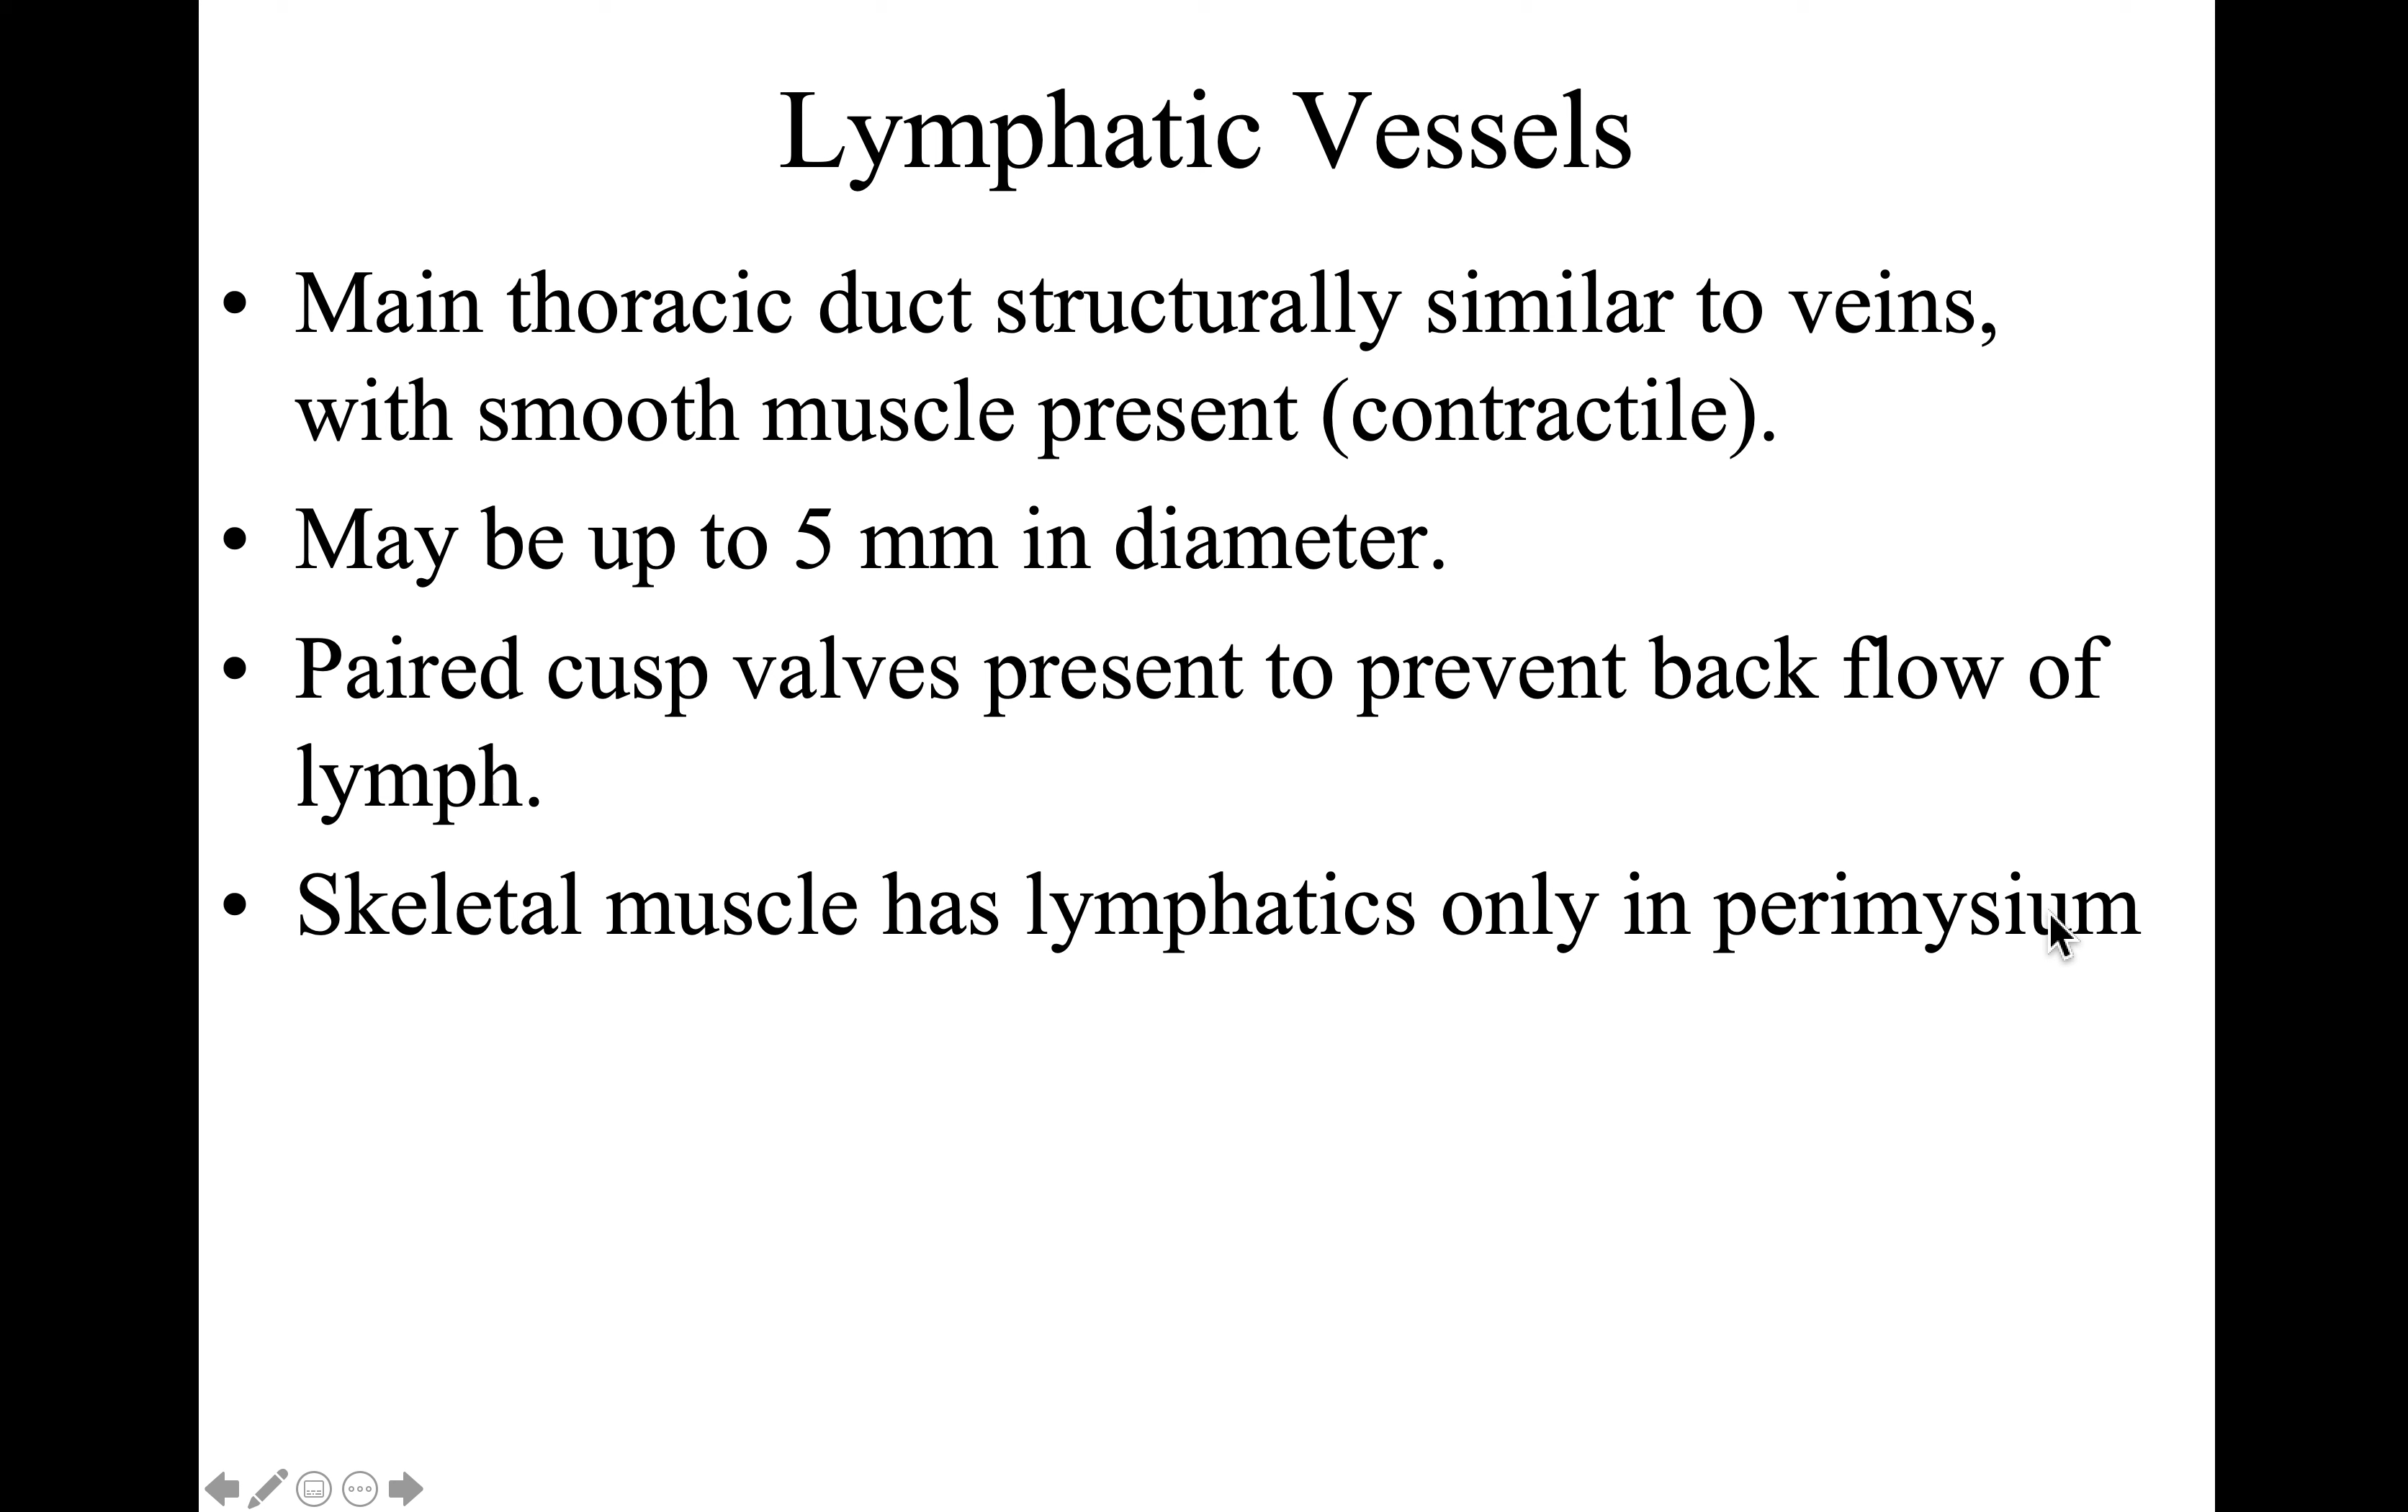 Lymphatic Vessels
• Main thoracic duct structurally similar to veins,
with smooth muscle present (contractile).
• May be up to 5 mm in diameter.
• Paired cusp valves present to prevent back flow of
lymph.
• Skeletal muscle has lymphatics only in perimysium